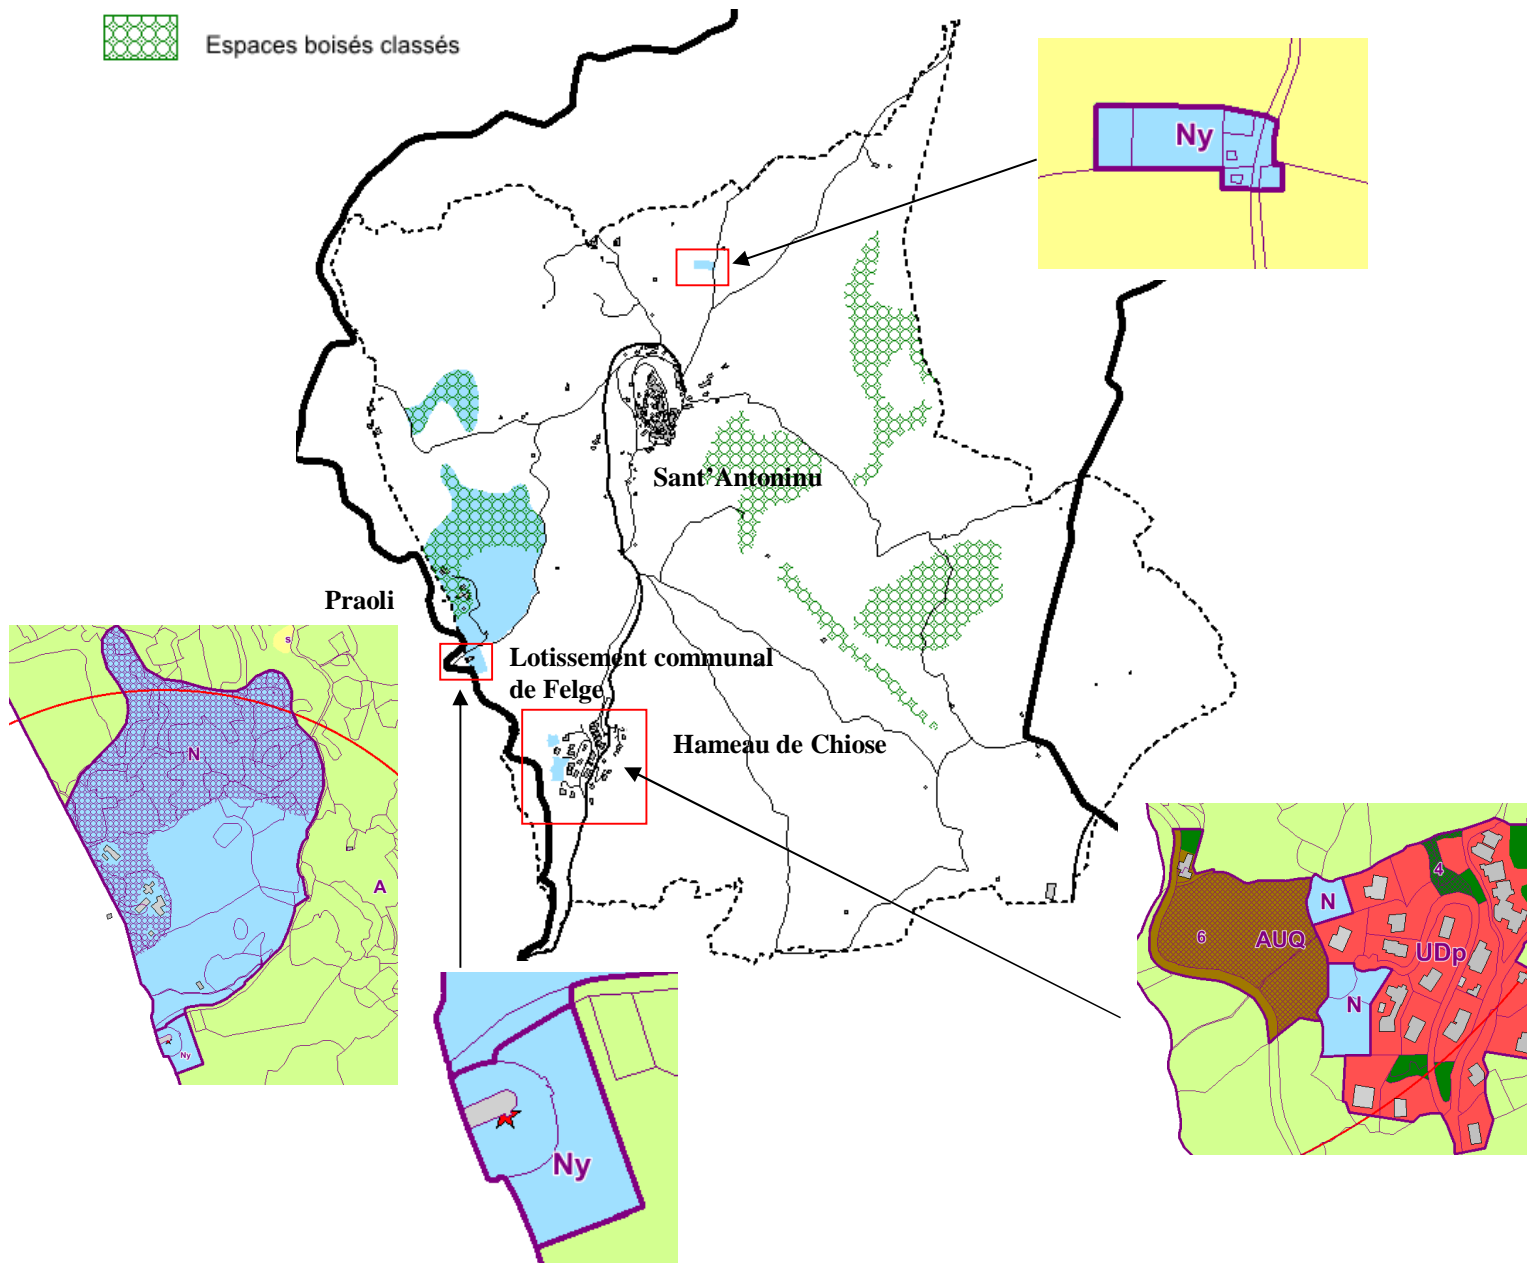 Espaces boisés classés
Ny
Sant'Antoninu
Praoli
Lotissement communal
de Felge
Hameau de Chiose
s
N
A
Ny
Ny
4
N
6
AUQ
UDp
N